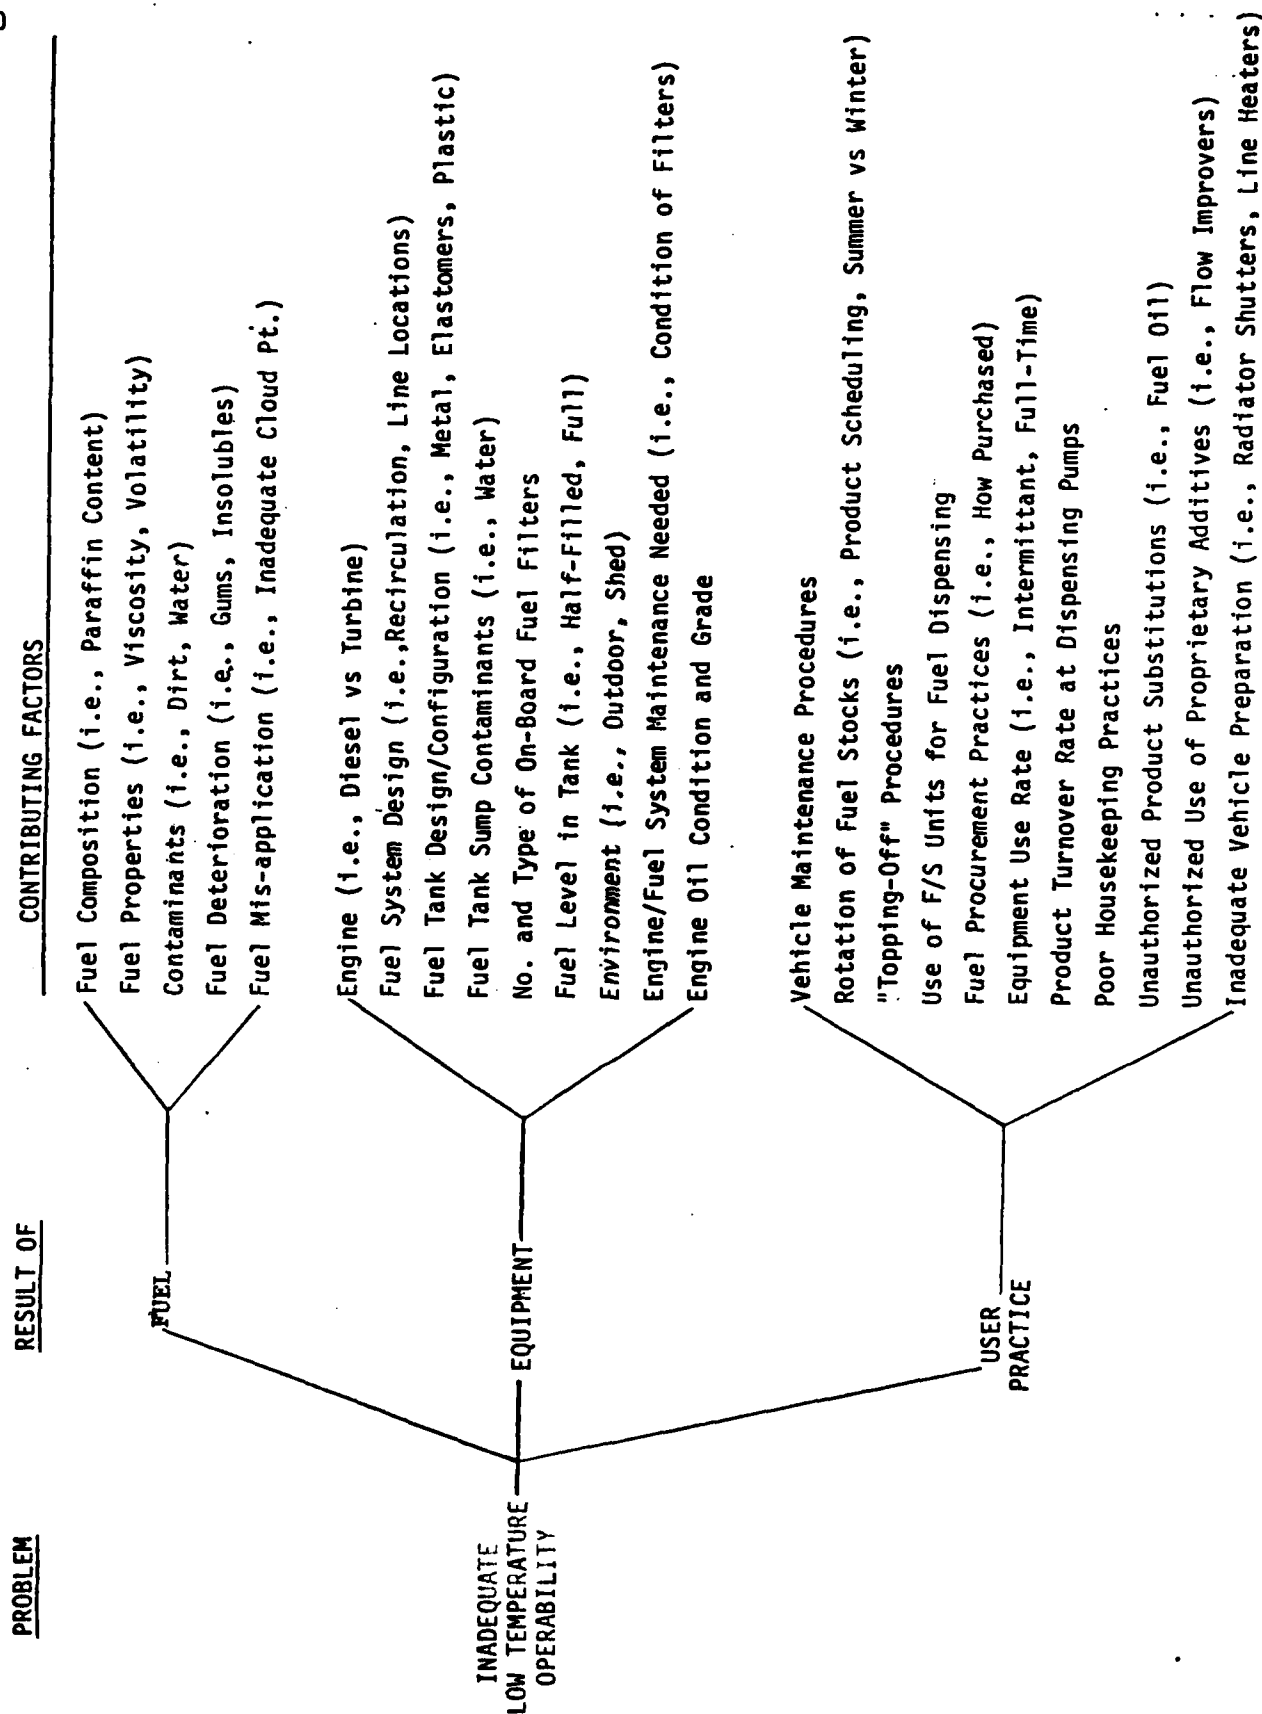 PROBLEM
RESULT OF
CONTRIBUTING FACTORS
INADEQUATE
LOW TEMPERATURE
OPERABILITY
FUEL
Fuel Composition (i.e., Paraffin Content)
Fuel Properties (i.e., Viscosity, Volatility)
Contaminants (i.e., Dirt, Water)
Fuel Deterioration (i.e., Gums, Insolubles)
Fuel Mis-application (i.e., Inadequate Cloud Pt.)
EQUIPMENT
Engine (i.e., Diesel vs Turbine)
Fuel System Design (i.e.,Recirculation, Line Locations)
Fuel Tank Design/Configuration (i.e., Metal, Elastomers, Plastic)
Fuel Tank Sump Contaminants (i.e., Water)
No. and Type of On-Board Fuel Filters
Fuel Level in Tank (i.e., Half-Filled, Full)
Environment (i.e., Outdoor, Shed)
Engine/Fuel System Maintenance Needed (i.e., Condition of Filters)
Engine Oil Condition and Grade
USER
PRACTICE
Vehicle Maintenance Procedures
Rotation of Fuel Stocks (i.e., Product Scheduling, Summer vs Winter)
"Topping-Off" Procedures
Use of F/S Units for Fuel Dispensing
Fuel Procurement Practices (i.e., How Purchased)
Equipment Use Rate (i.e., Intermittant, Full-Time)
Product Turnover Rate at Dispensing Pumps
Poor Housekeeping Practices
Unauthorized Product Substitutions (i.e., Fuel Oil)
Unauthorized Use of Proprietary Additives (i.e., Flow Improvers)
Inadequate Vehicle Preparation (i.e., Radiator Shutters, Line Heaters)